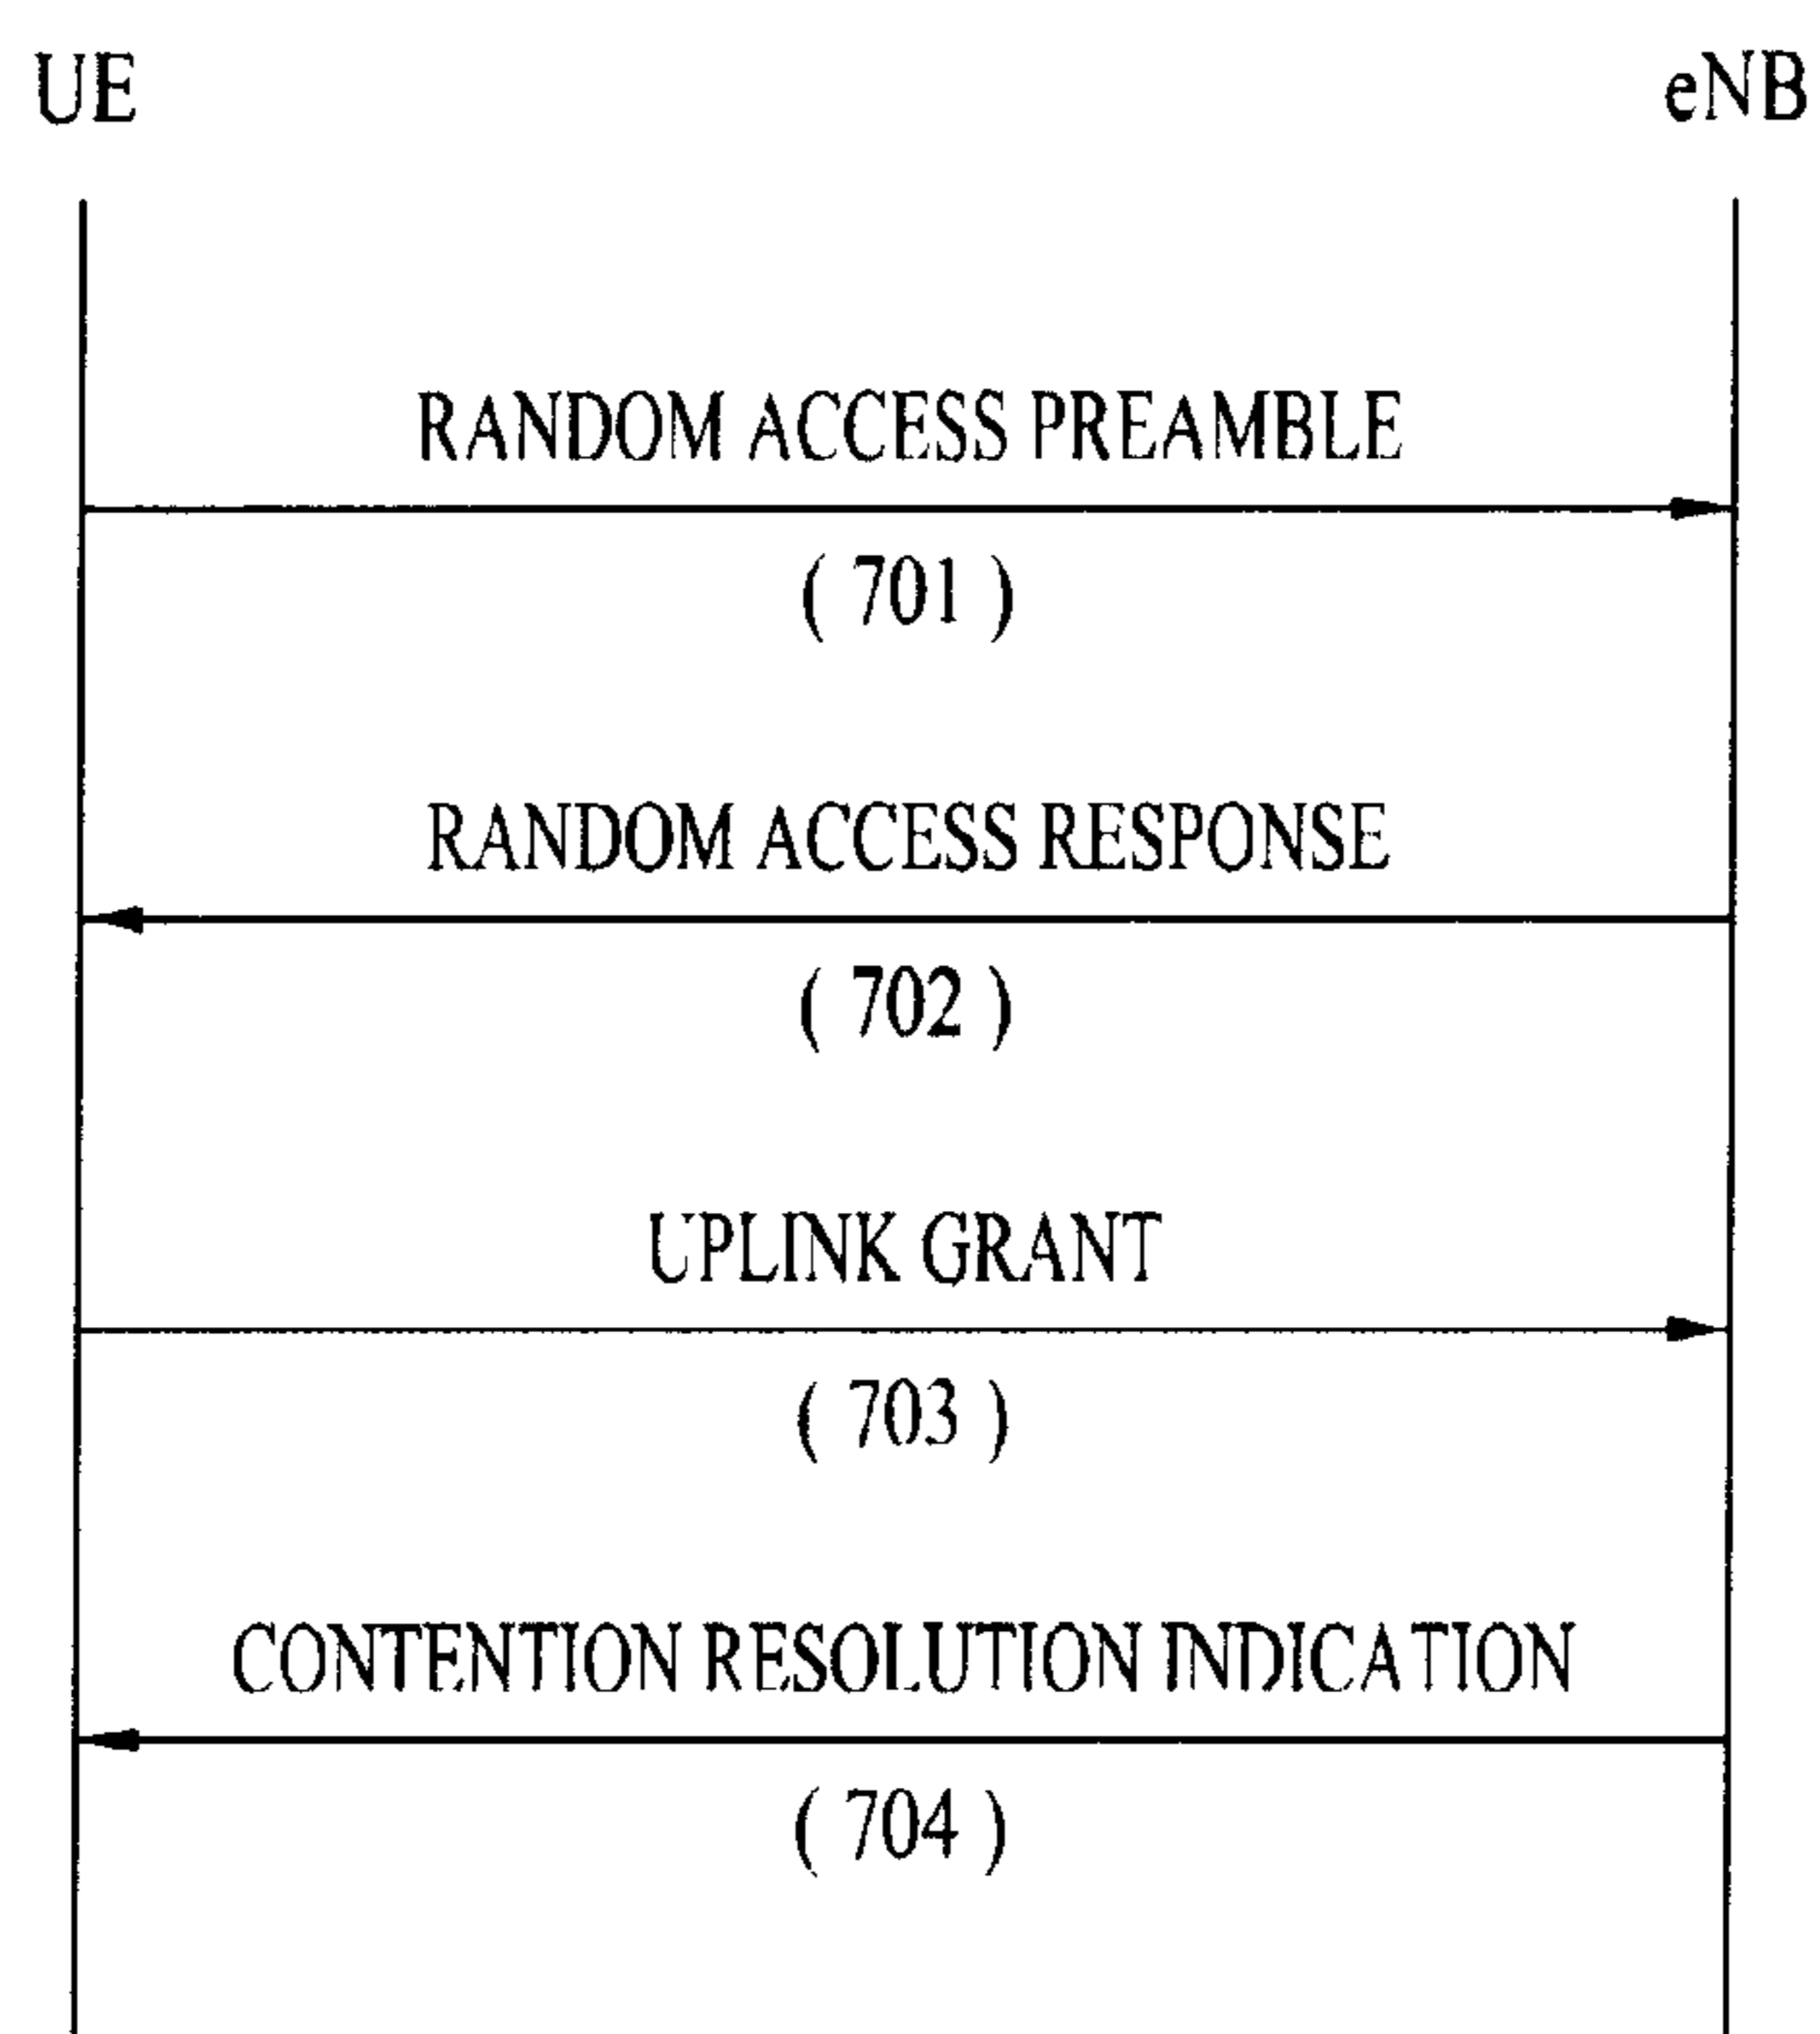 UE eNB
RANDOM ACCESS PREAMBLE
( 701 )
RANDOM ACCESS RESPONSE
( 702 )
UPLINK GRANT
( 703 )
CONTENTION RESOLUTION INDICATION
( 704 )